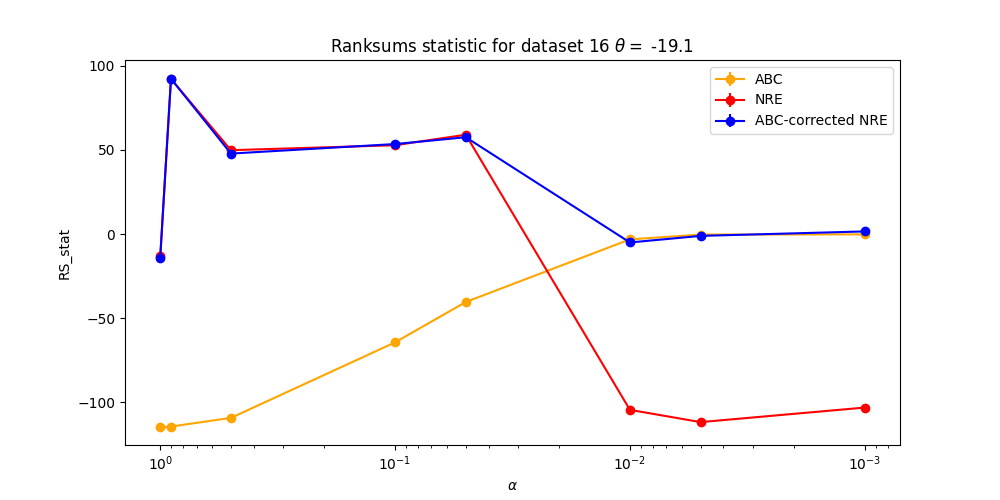 Ranksums statistic for dataset 16 θ = -19.1
100
50
0
−50
−100
RS_stat
ABC
NRE
ABC-corrected NRE
10⁰
10⁻¹
10⁻²
10⁻³
α